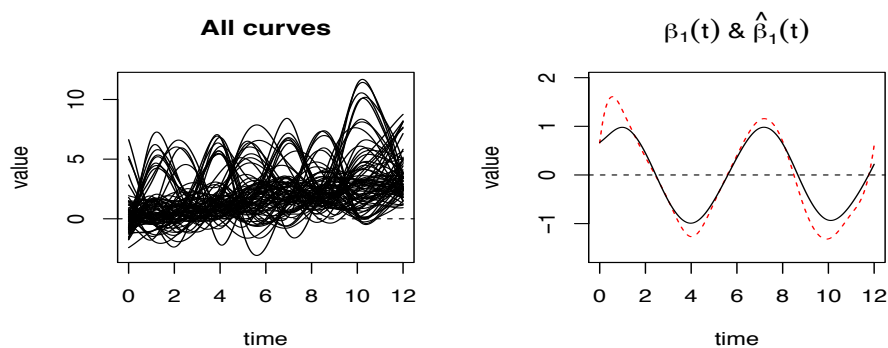 All curves
value
10
5
0
0 2 4 6 8 10 12
time
β₁(t) & β̂₁(t)
value
2
1
0
−1
0 2 4 6 8 10 12
time